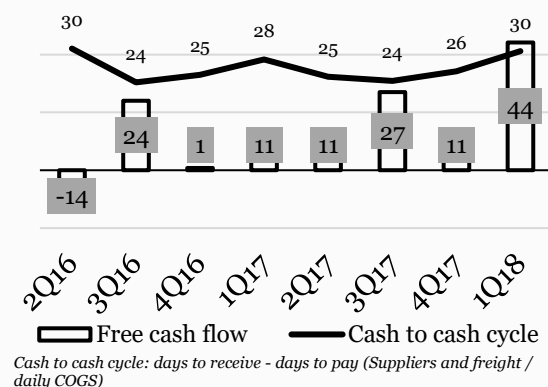 30 24 25 28 25 24 26 30
-14 24 1 11 11 27 11 44
2Q16 3Q16 4Q16 1Q17 2Q17 3Q17 4Q17 1Q18
Free cash flow Cash to cash cycle
Cash to cash cycle: days to receive - days to pay (Suppliers and freight /
daily COGS)